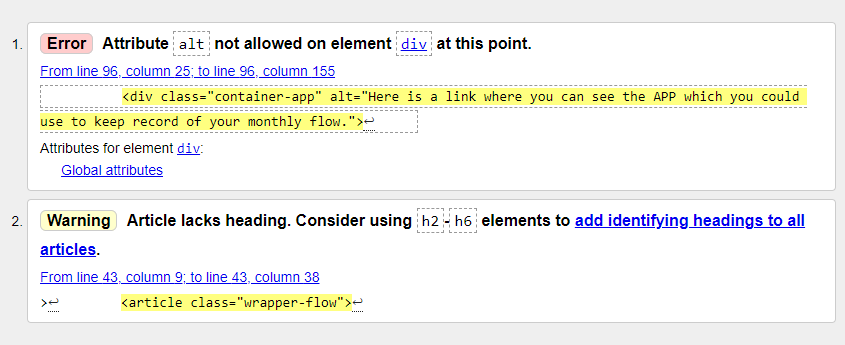 1. Error Attribute alt not allowed on element div at this point.
From line 96, column 25; to line 96, column 155
<div class="container-app" alt="Here is a link where you can see the APP which you could
use to keep record of your monthly flow.">↩
Attributes for element div:
Global attributes
2. Warning Article lacks heading. Consider using h2-h6 elements to add identifying headings to all
articles.
From line 43, column 9; to line 43, column 38
>↩ <article class="wrapper-flow">↩